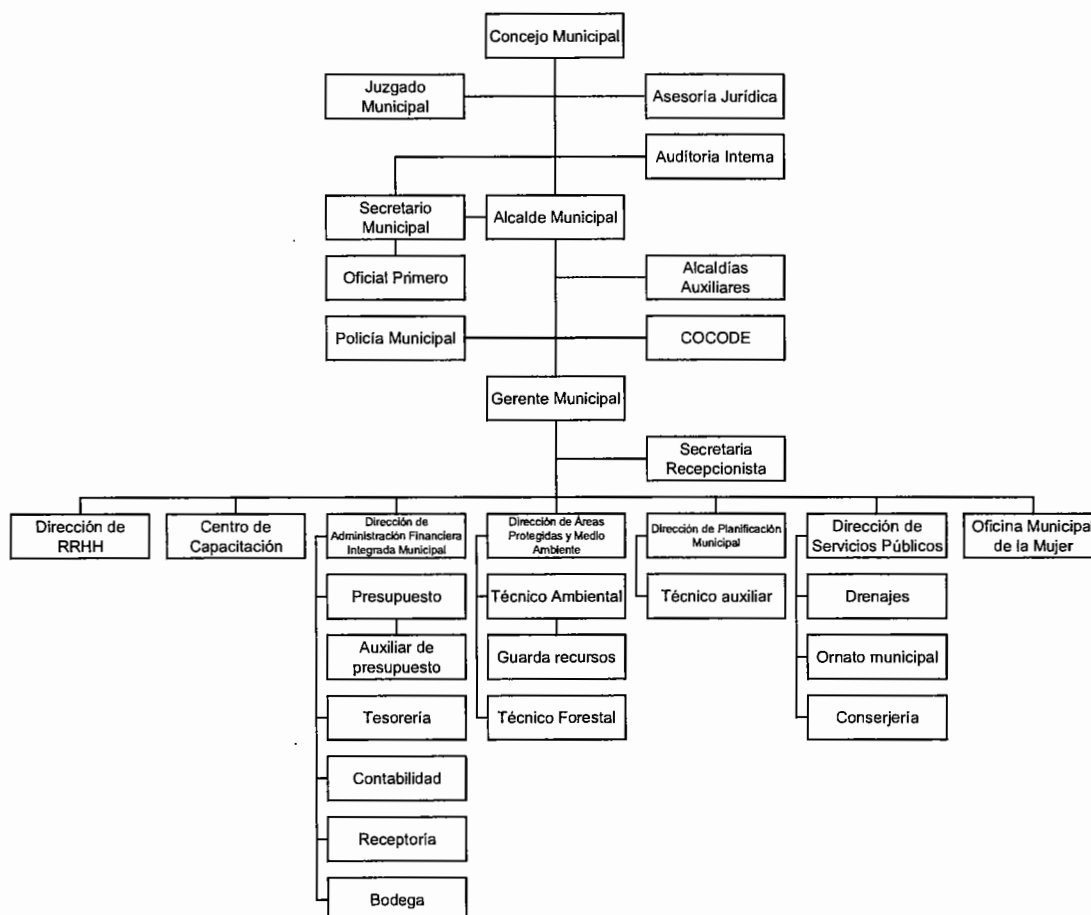 Concejo Municipal
Juzgado
Municipal
Asesoría Jurídica
Auditoria Interna
Secretario
Municipal
Alcalde Municipal
Oficial Primero
Alcaldías
Auxiliares
Policía Municipal
COCODE
Gerente Municipal
Secretaria
Recepcionista
Dirección de
RRHH
Centro de
Capacitación
Dirección de
Administración Financiera
Integrada Municipal
Dirección de Áreas
Protegidas y Medio
Ambiente
Dirección de Planificación
Municipal
Dirección de
Servicios Públicos
Oficina Municipal
de la Mujer
Presupuesto
Técnico Ambiental
Técnico auxiliar
Drenajes
Auxiliar de
presupuesto
Guarda recursos
Ornato municipal
Tesorería
Técnico Forestal
Conserjería
Contabilidad
Receptoría
Bodega